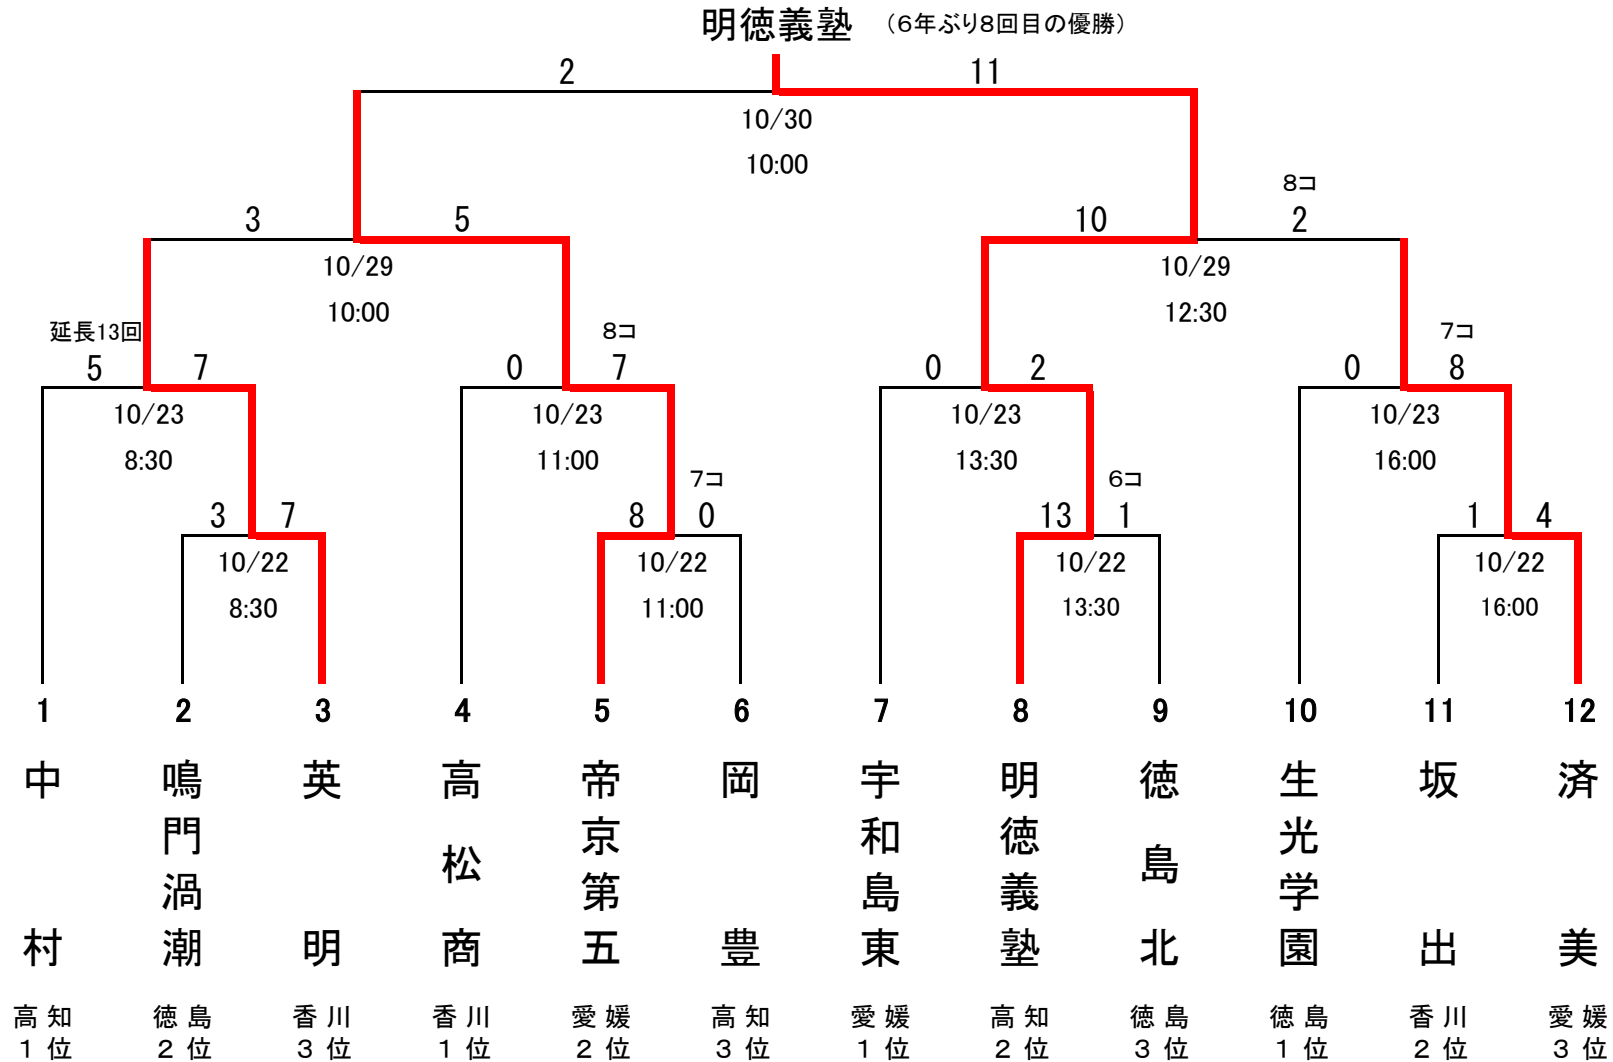 明徳義塾 （６年ぶり８回目の優勝）
2 11
10/30
10:00
８コ
3 5 10 2
10/29 10/29
10:00 12:30
延長13回 ８コ ７コ
5 7 0 7 0 2 0 8
10/23 10/23 10/23 10/23
8:30 11:00 13:30 16:00
７コ ６コ
3 7 8 0 13 1 1 4
10/22 10/22 10/22 10/22
8:30 11:00 13:30 16:00
1 2 3 4 5 6 7 8 9 10 11 12
中村 鳴門渦潮 英明 高松商 帝京第五 岡豊 宇和島東 明徳義塾 徳島北 生光学園 坂出 済美
高知 徳島 香川 香川 愛媛 高知 愛媛 高知 徳島 徳島 香川 愛媛
１位 ２位 ３位 １位 ２位 ３位 １位 ２位 ３位 １位 ２位 ３位